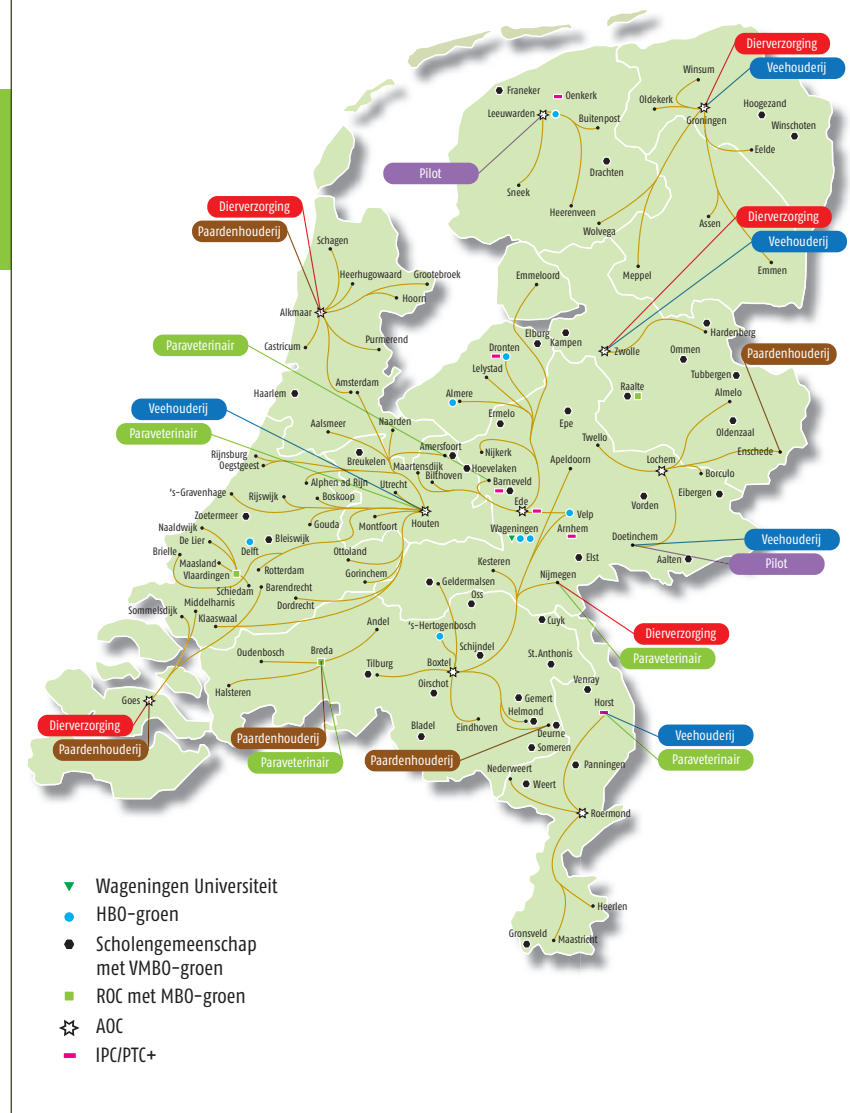 Dierverzorging
Veehouderij
Winsum
Franeker
Oenkerk
Oldekerk
Hoogezand
Leeuwarden
Buitenpost
Groningen
Winschoten
Eelde
Pilot
Drachten
Sneek
Dierverzorging
Heerenveen
Dierverzorging
Paardenhouderij
Wolvega
Assen
Veehouderij
Schagen
Meppel
Emmen
Heerhugowaard
Grootebroek
Emmeloord
Hoorn
Alkmaar
Elburg
Kampen
Hardenberg
Paraveterinair
Castricum
Purmerend
Dronten
Zwolle
Ommen
Paardenhouderij
Lelystad
Tubbergen
Haarlem
Amsterdam
Almere
Raalte
Almelo
Veehouderij
Ermelo
Epe
Oldenzaal
Paraveterinair
Aalsmeer
Naarden
Twello
Enschede
Rijnsburg
Oegstgeest
Breukelen
Amersfoort
Nijkerk
Apeldoorn
Lochem
Maartensdijk
Hoevelaken
Borculo
Alphen ad Rijn
Utrecht
Bilthoven
Barneveld
Eibergen
's-Gravenhage
Rijswijk
Boskoop
Ede
Vorden
Zoetermeer
Gouda
Montfoort
Houten
Velp
Naaldwijk
Wageningen
Arnhem
Doetinchem
Veehouderij
De Lier
Delft
Bleiswijk
Brielle
Ottoland
Elst
Aalten
Pilot
Maasland
Rotterdam
Kesteren
Vlaardingen
Gorinchem
Geldermalsen
Nijmegen
Schiedam
Barendrecht
Oss
Middelharnis
Dordrecht
Sommelsdijk
Klaaswaal
Andel
's-Hertogenbosch
Cuyk
Dierverzorging
Oudenbosch
Breda
Schijndel
St.Anthonis
Paraveterinair
Tilburg
Boxtel
Venray
Halsteren
Oirschot
Gemert
Horst
Goes
Helmond
Dierverzorging
Bladel
Eindhoven
Deurne
Veehouderij
Paardenhouderij
Paardenhouderij
Someren
Paraveterinair
Paraveterinair
Paardenhouderij
Nederweert
Panningen
Weert
Roermond
Heerlen
Gronsveld
Maastricht
Wageningen Universiteit
HBO-groen
Scholengemeenschap
met VMBO-groen
ROC met MBO-groen
AOC
IPC/PTC+